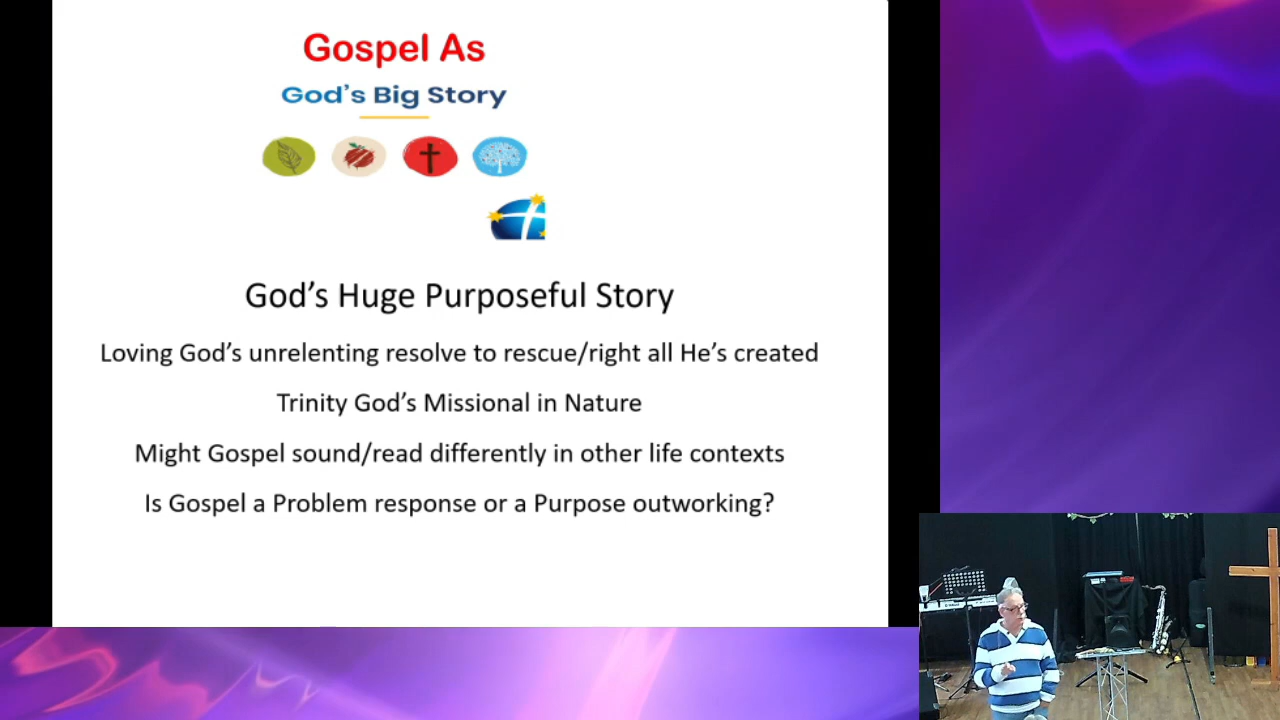 Gospel As
God's Big Story
God's Huge Purposeful Story
Loving God's unrelenting resolve to rescue/right all He's created
Trinity God's Missional in Nature
Might Gospel sound/read differently in other life contexts
Is Gospel a Problem response or a Purpose outworking?